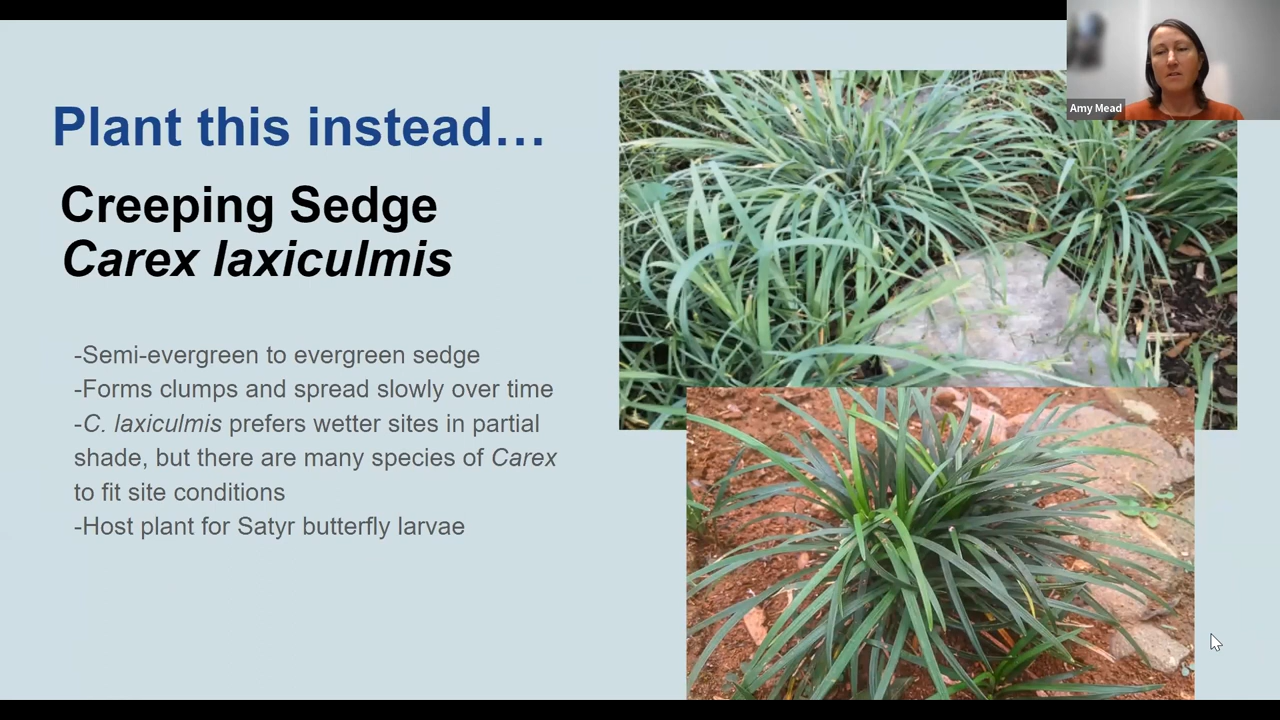 Plant this instead…
Creeping Sedge
Carex laxiculmis
-Semi-evergreen to evergreen sedge
-Forms clumps and spread slowly over time
-C. laxiculmis prefers wetter sites in partial
shade, but there are many species of Carex
to fit site conditions
-Host plant for Satyr butterfly larvae
Amy Mead